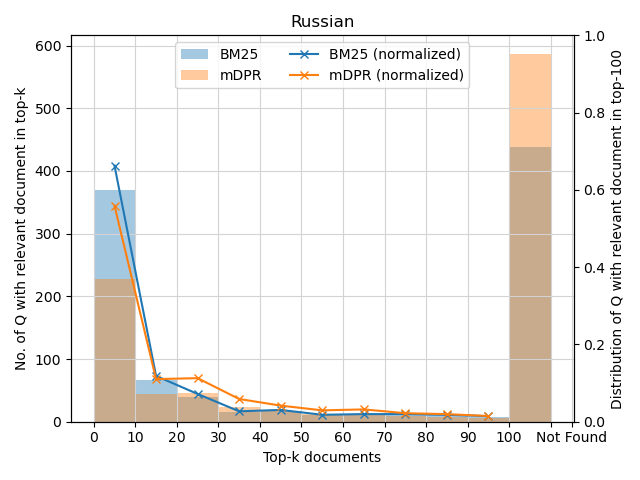 Russian
BM25
mDPR
BM25 (normalized)
mDPR (normalized)
No. of Q with relevant document in top-k
600
500
400
300
200
100
0
Distribution of Q with relevant document in top-100
1.0
0.8
0.6
0.4
0.2
0.0
0 10 20 30 40 50 60 70 80 90 100 Not Found
Top-k documents